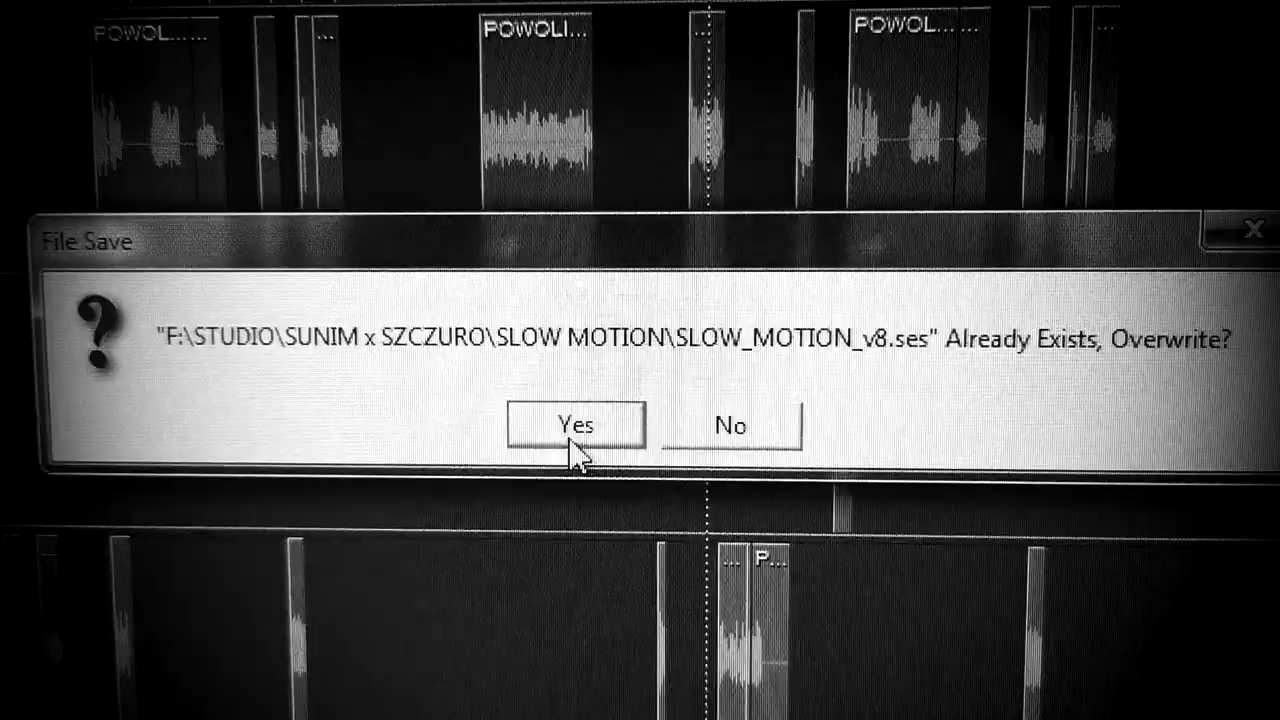 POWOL... ... ... POWOLI... ... POWOL... ... ...
File Save
"F:\STUDIO\SUNIM x SZCZURO\SLOW MOTION\SLOW_MOTION_v8.ses" Already Exists, Overwrite?
Yes No
... P...